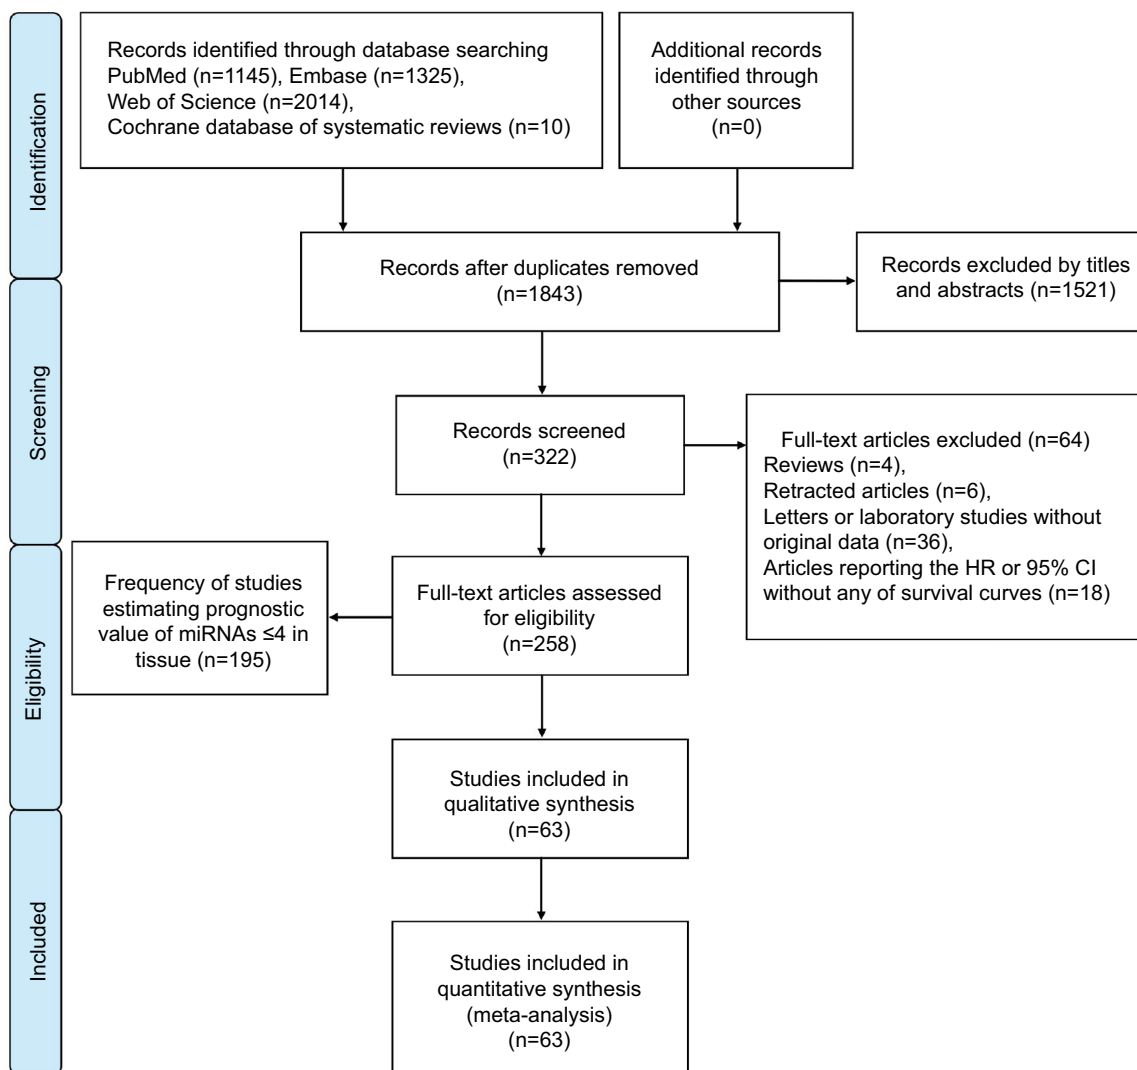 Identification
Records identified through database searching
PubMed (n=1145), Embase (n=1325),
Web of Science (n=2014),
Cochrane database of systematic reviews (n=10)
Additional records
identified through
other sources
(n=0)
Records after duplicates removed
(n=1843)
Records excluded by titles
and abstracts (n=1521)
Screening
Records screened
(n=322)
Full-text articles excluded (n=64)
Reviews (n=4),
Retracted articles (n=6),
Letters or laboratory studies without
original data (n=36),
Articles reporting the HR or 95% CI
without any of survival curves (n=18)
Eligibility
Frequency of studies
estimating prognostic
value of miRNAs ≤4 in
tissue (n=195)
Full-text articles assessed
for eligibility
(n=258)
Studies included in
qualitative synthesis
(n=63)
Included
Studies included in
quantitative synthesis
(meta-analysis)
(n=63)